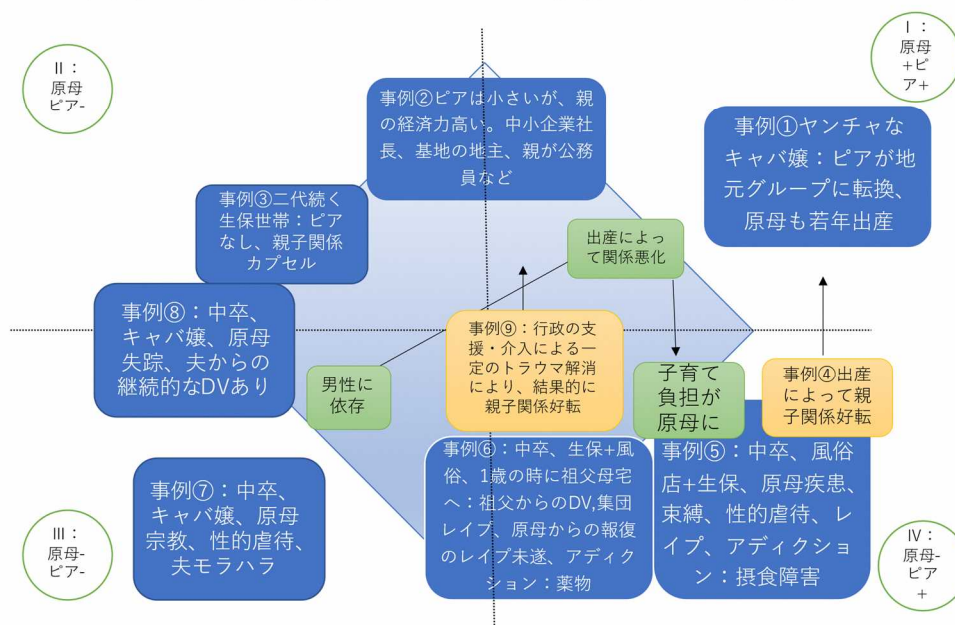 Ⅰ:
原母
+ピ
ア+
Ⅱ:
原母
ピア-
事例②ピアは小さいが、親
の経済力高い。中小企業社
長、基地の地主、親が公務
員など
事例①ヤンチャな
キャバ嬢:ピアが地
元グループに転換、
原母も若年出産
事例③二代続く
生保世帯:ピア
なし、親子関係
カプセル
出産によっ
て関係悪化
事例⑧:中卒、
キャバ嬢、原母
失踪、夫からの
継続的なDVあり
男性に
依存
事例⑨:行政の支
援・介入による一
定のトラウマ解消
により、結果的に
親子関係好転
子育て
負担が
原母に
事例④出産
によって親
子関係好転
事例⑦:中卒、
キャバ嬢、原母
宗教、性的虐待、
夫モラハラ
事例⑥:中卒、生保+風
俗、1歳の時に祖父母宅
へ:祖父からのDV,集団
レイプ、原母からの報復
のレイプ未遂、アディク
ション:薬物
事例⑤:中卒、風俗
店+生保、原母疾患、
束縛、性的虐待、レ
イプ、アディクショ
ン:摂食障害
Ⅲ:
原母-
ピア-
Ⅳ:
原母-
ピア
+